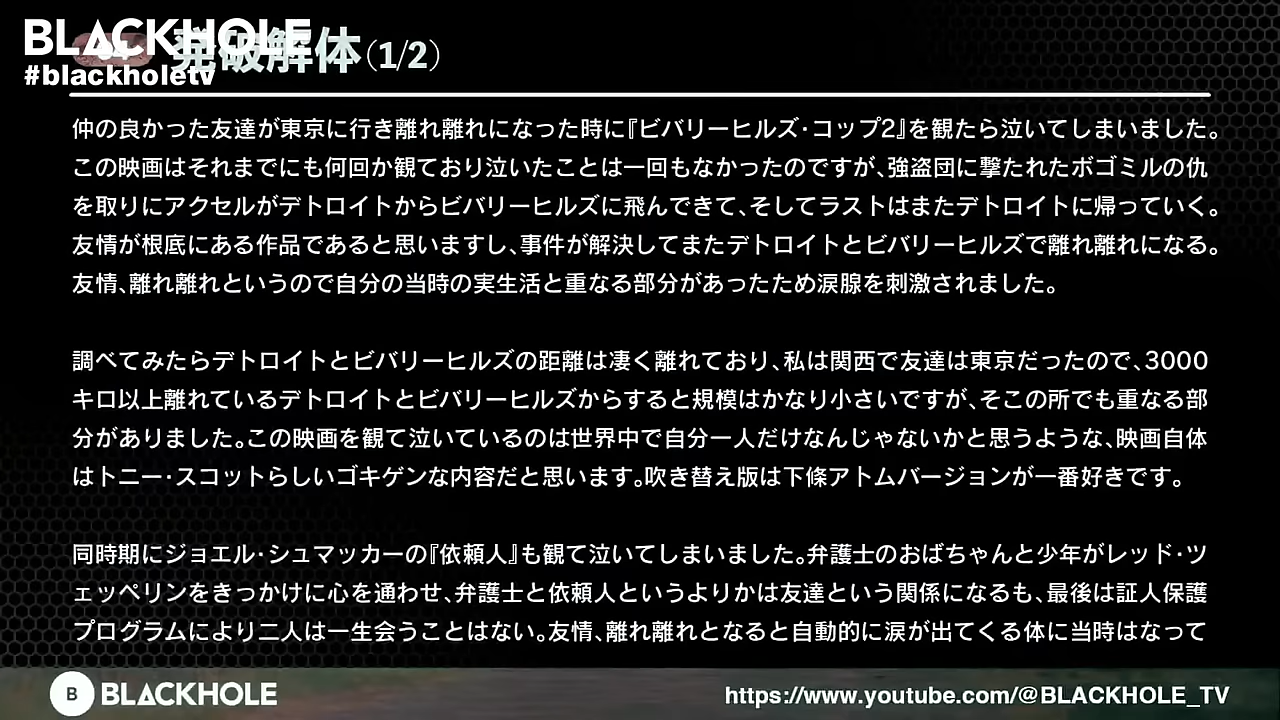 BLACKHOLE
#blackholetv
発破解体(1/2)
仲の良かった友達が東京に行き離れ離れになった時に『ビバリーヒルズ・コップ2』を観たら泣いてしまいました。
この映画はそれまでにも何回か観ており泣いたことは一回もなかったのですが、強盗団に撃たれたボゴミルの仇
を取りにアクセルがデトロイトからビバリーヒルズに飛んできて、そしてラストはまたデトロイトに帰っていく。
友情が根底にある作品であると思いますし、事件が解決してまたデトロイトとビバリーヒルズで離れ離れになる。
友情、離れ離れというので自分の当時の実生活と重なる部分があったため涙腺を刺激されました。
調べてみたらデトロイトとビバリーヒルズの距離は凄く離れており、私は関西で友達は東京だったので、3000
キロ以上離れているデトロイトとビバリーヒルズからすると規模はかなり小さいですが、そこの所でも重なる部
分がありました。この映画を観て泣いているのは世界中で自分一人だけなんじゃないかと思うような、映画自体
はトニー・スコットらしいゴキゲンな内容だと思います。吹き替え版は下條アトムバージョンが一番好きです。
同時期にジョエル・シュマッカーの『依頼人』も観て泣いてしまいました。弁護士のおばちゃんと少年がレッド・ツ
ェッペリンをきっかけに心を通わせ、弁護士と依頼人というよりかは友達という関係になるも、最後は証人保護
プログラムにより二人は一生会うことはない。友情、離れ離れとなると自動的に涙が出てくる体に当時はなって
B BLACKHOLE
https://www.youtube.com/@BLACKHOLE_TV